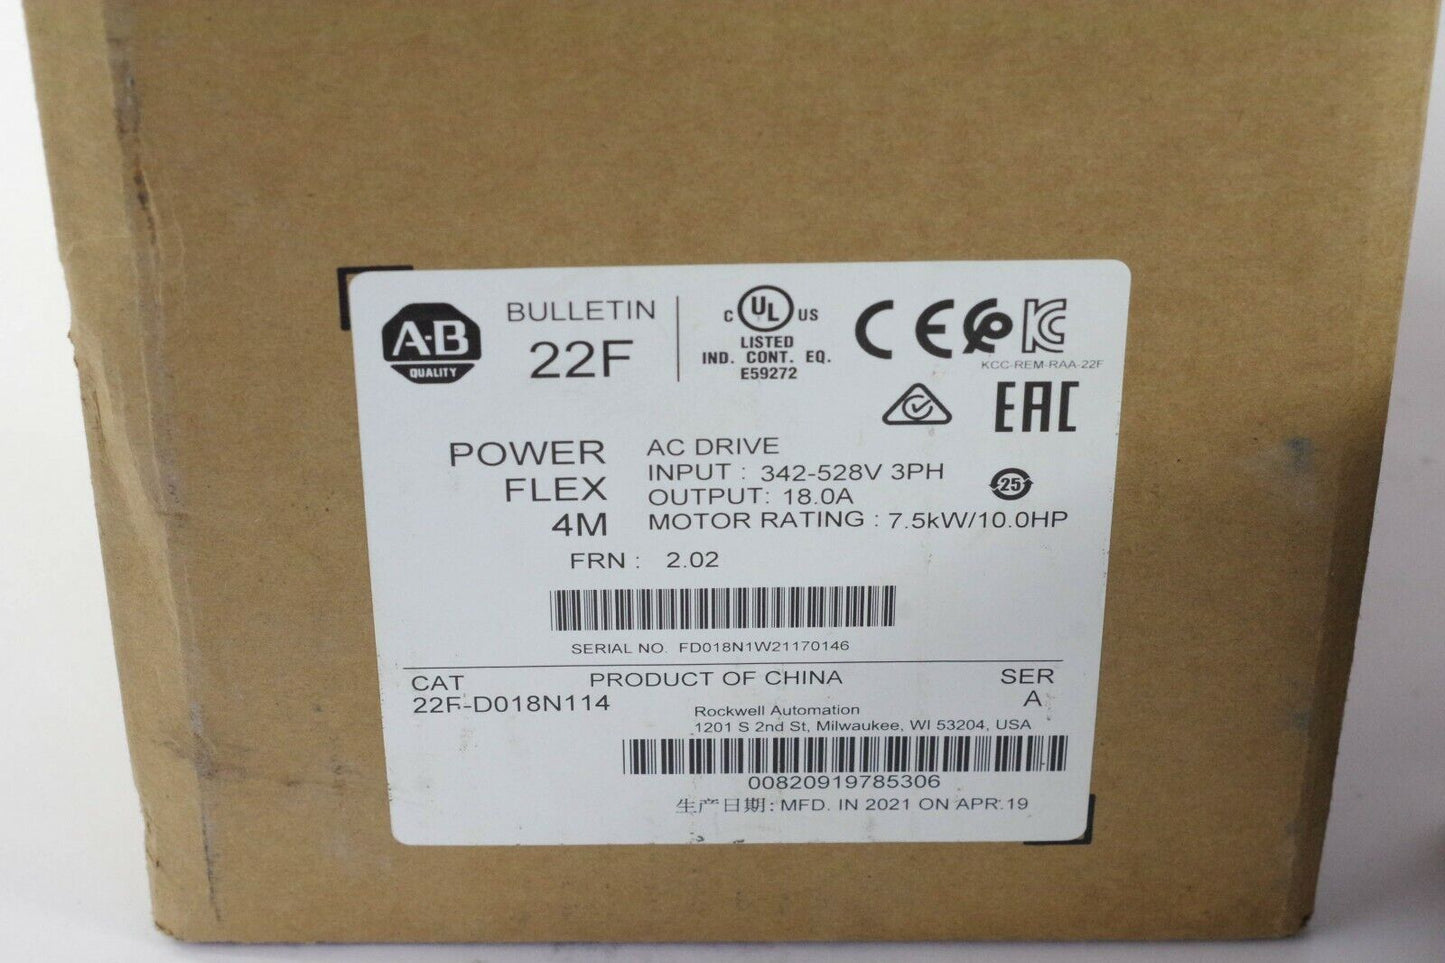 A-B
QUALITY
BULLETIN
22F
C UL US
LISTED
IND. CONT. EQ.
E59272
CE
KC
KCC-REM-RAA-22F
EAC
POWER
FLEX
4M
AC DRIVE
INPUT : 342-528V 3PH
OUTPUT: 18.0A
MOTOR RATING : 7.5kW/10.0HP
25
FRN : 2.02
SERIAL NO. FD018N1W21170146
CAT
22F-D018N114
PRODUCT OF CHINA
SER
A
Rockwell Automation
1201 S 2nd St, Milwaukee, WI 53204, USA
00820919785306
生产日期: MFD. IN 2021 ON APR.19